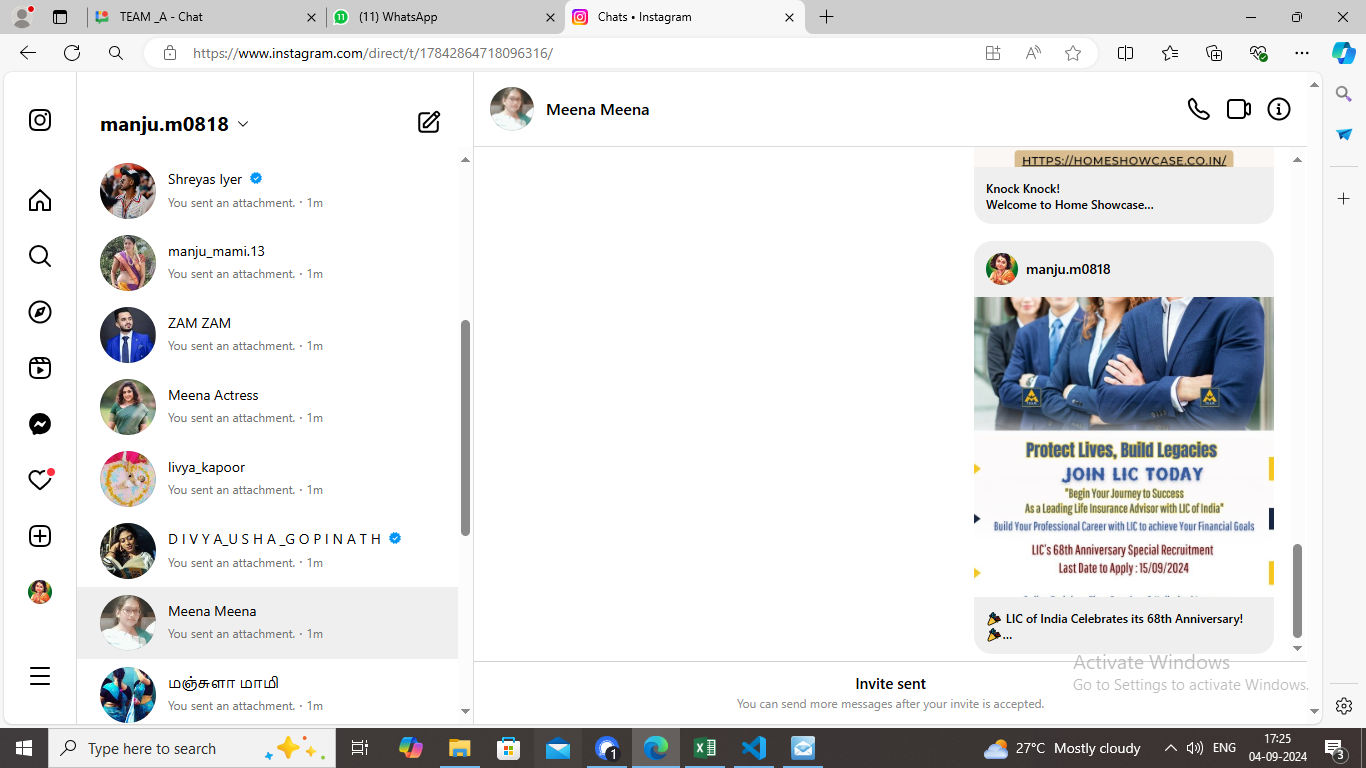 TEAM _A - Chat
(11) WhatsApp
Chats • Instagram
https://www.instagram.com/direct/t/17842864718096316/
manju.m0818
Shreyas Iyer
You sent an attachment. · 1m
manju_mami.13
You sent an attachment. · 1m
ZAM ZAM
You sent an attachment. · 1m
Meena Actress
You sent an attachment. · 1m
livya_kapoor
You sent an attachment. · 1m
D I V Y A_U S H A _G O P I N A T H
You sent an attachment. · 1m
Meena Meena
You sent an attachment. · 1m
மஞ்சுளா மாமி
You sent an attachment. · 1m
Meena Meena
HTTPS://HOMESHOWCASE.CO.IN/
Knock Knock!
Welcome to Home Showcase...
manju.m0818
Protect Lives, Build Legacies
JOIN LIC TODAY
"Begin Your Journey to Success
As a Leading Life Insurance Advisor with LIC of India"
Build Your Professional Career with LIC to achieve Your Financial Goals
LIC's 68th Anniversary Special Recruitment
Last Date to Apply : 15/09/2024
🎉 LIC of India Celebrates its 68th Anniversary!
🎉...
Invite sent
You can send more messages after your invite is accepted.
Activate Windows
Go to Settings to activate Windows.
Type here to search
27°C Mostly cloudy
ENG
17:25
04-09-2024
3